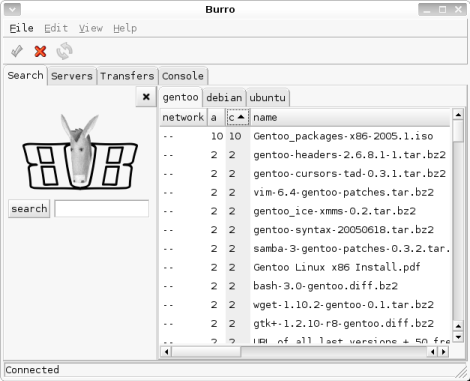 Burro
File Edit View Help
Search Servers Transfers Console
gentoo debian ubuntu
network a c name
-- 10 10 Gentoo_packages-x86-2005.1.iso
-- 2 2 gentoo-headers-2.6.8.1-1.tar.bz2
-- 2 2 gentoo-cursors-tad-0.3.1.tar.bz2
-- 2 2 vim-6.4-gentoo-patches.tar.bz2
-- 2 2 gentoo_ice-xmms-0.2.tar.bz2
-- 2 2 gentoo-syntax-20050618.tar.bz2
search
-- 2 2 samba-3-gentoo-patches-0.3.2.tar.
-- 2 2 Gentoo Linux x86 Install.pdf
-- 2 2 bash-3.0-gentoo.diff.bz2
-- 2 2 wget-1.10.2-gentoo-0.1.tar.bz2
-- 2 2 gtk+-1.2.10-r8-gentoo.diff.bz2
-- 2 2 URL of all last versions + 50 fre
Connected